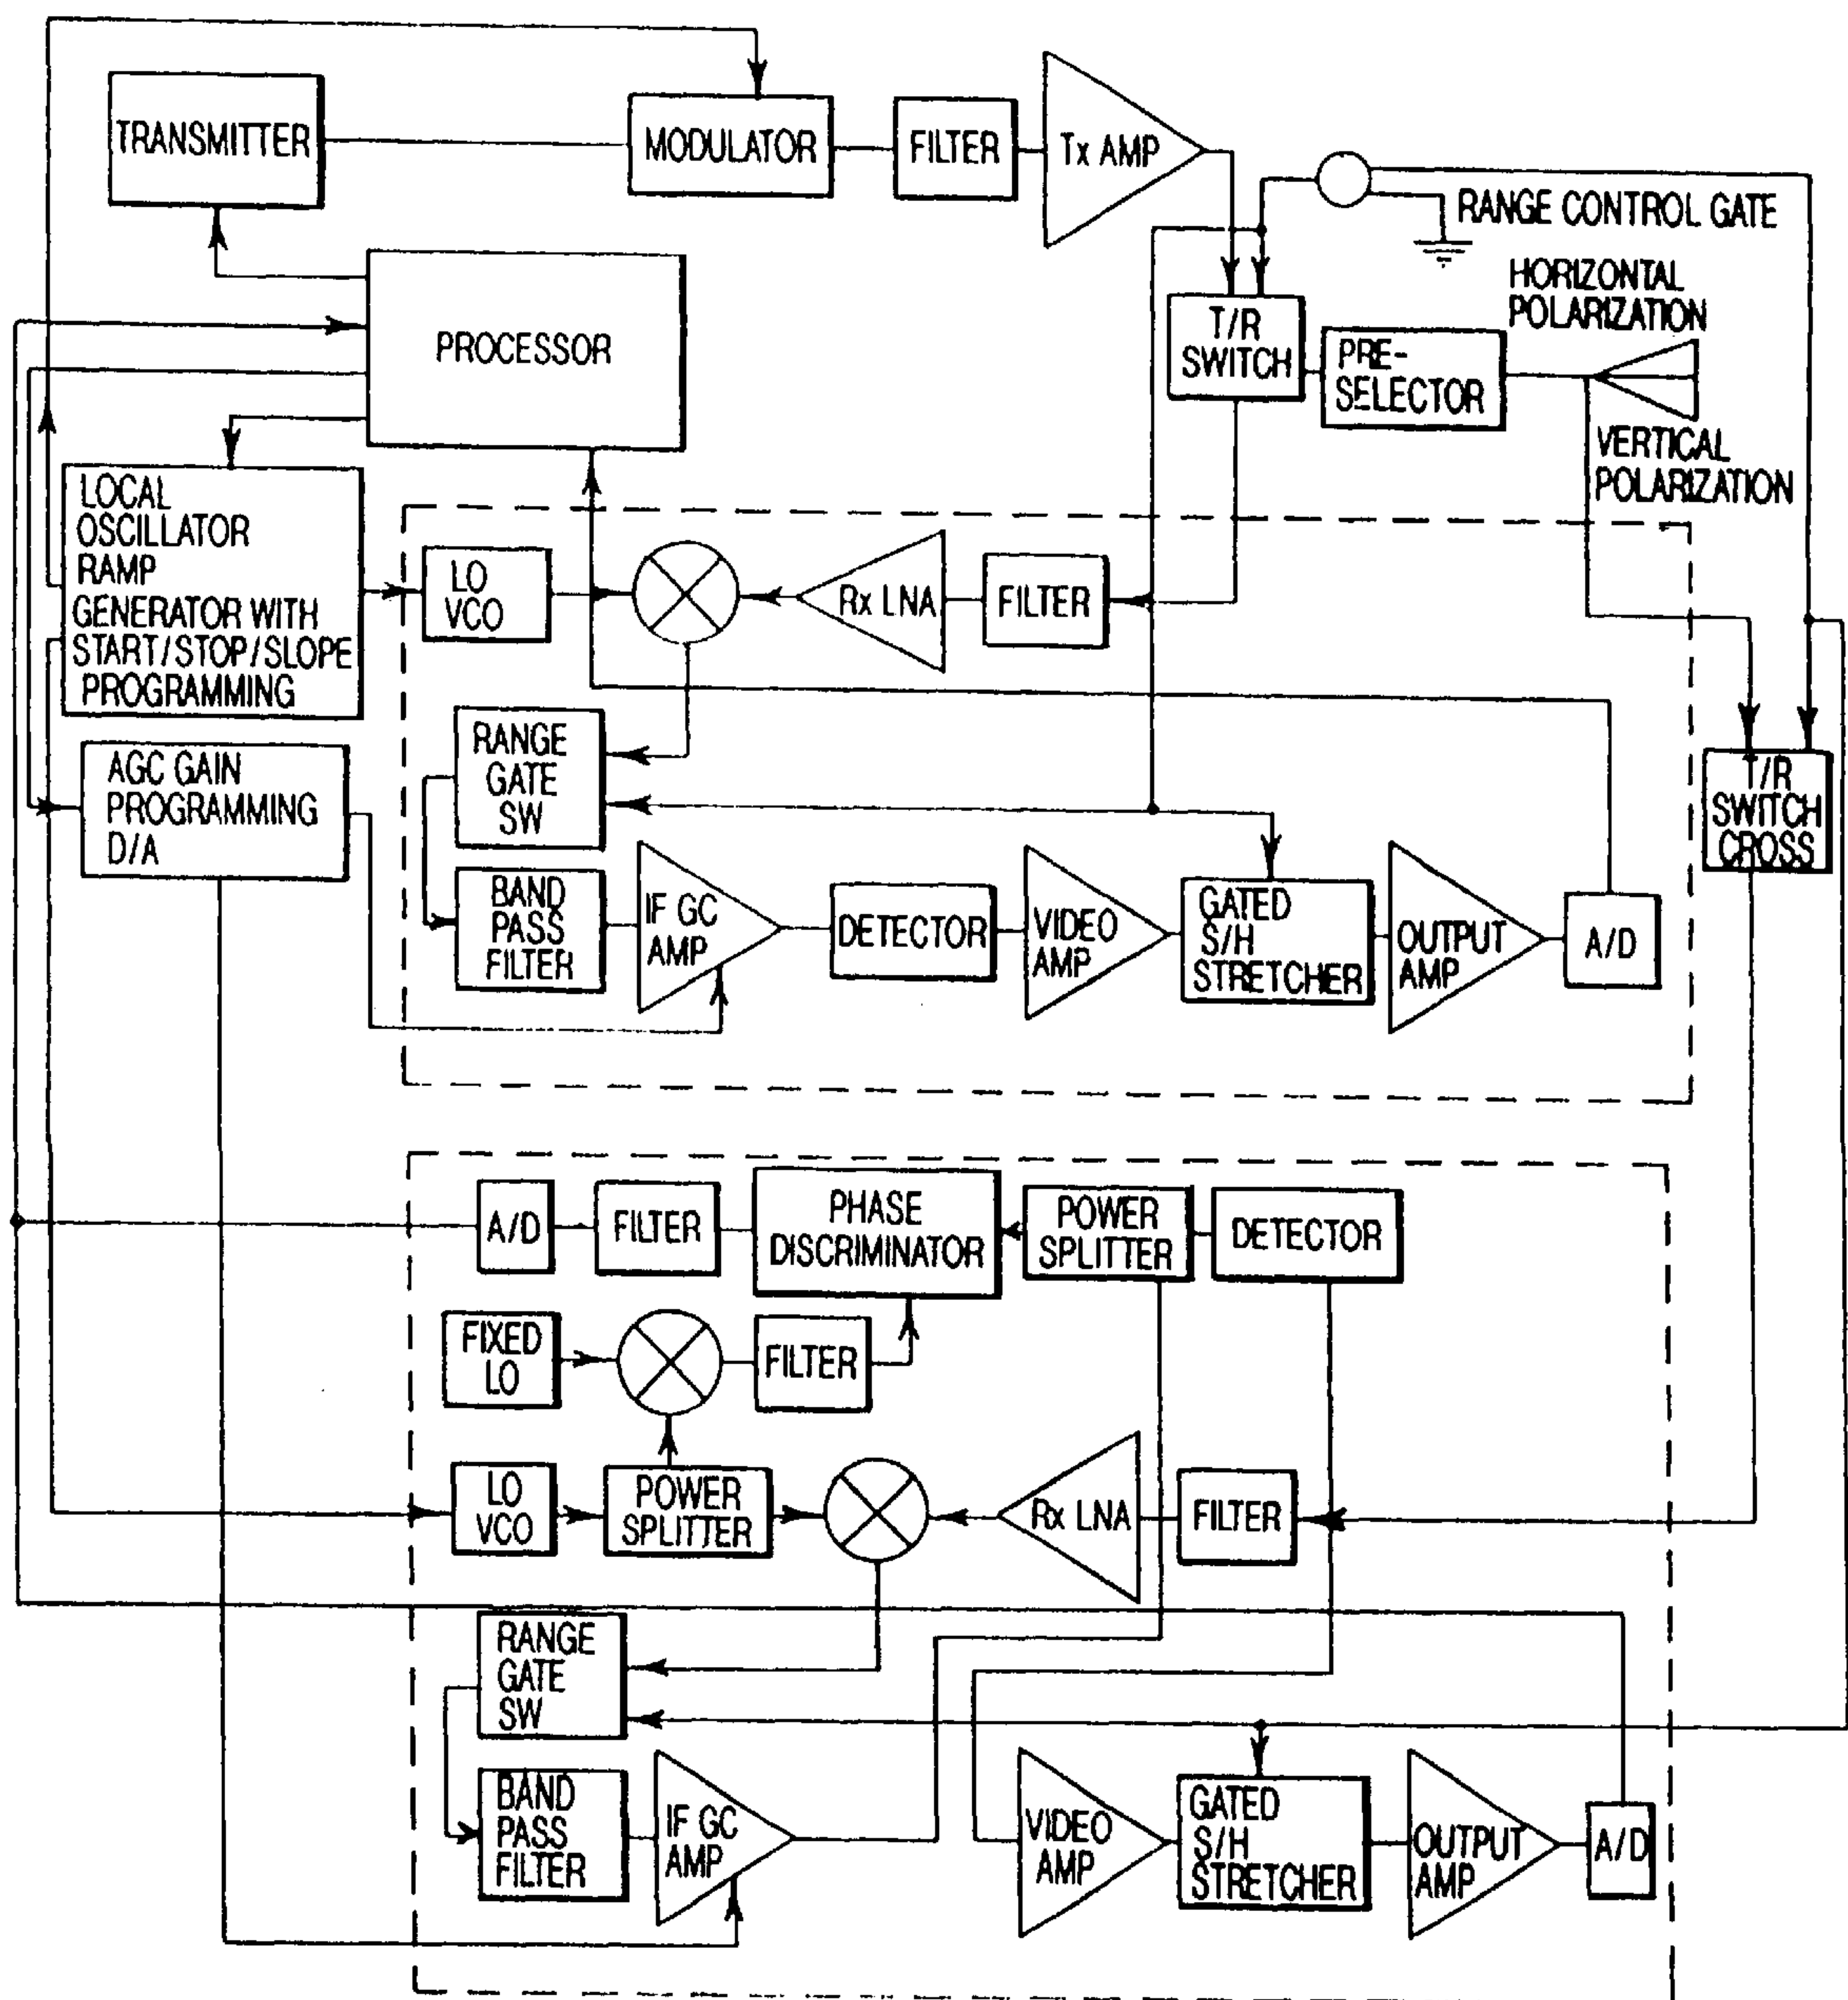 TRANSMITTER
MODULATOR
FILTER
Tx AMP
RANGE CONTROL GATE
PROCESSOR
T/R
SWITCH
PRE-
SELECTOR
HORIZONTAL
POLARIZATION
VERTICAL
POLARIZATION
LOCAL
OSCILLATOR
RAMP
GENERATOR WITH
START/STOP/SLOPE
PROGRAMMING
LO
VCO
Rx LNA
FILTER
AGC GAIN
PROGRAMMING
D/A
RANGE
GATE
SW
T/R
SWITCH
CROSS
BAND
PASS
FILTER
IF GC
AMP
DETECTOR
VIDEO
AMP
GATED
S/H
STRETCHER
OUTPUT
AMP
A/D
A/D
FILTER
PHASE
DISCRIMINATOR
POWER
SPLITTER
DETECTOR
FIXED
LO
FILTER
LO
VCO
POWER
SPLITTER
Rx LNA
FILTER
RANGE
GATE
SW
BAND
PASS
FILTER
IF GC
AMP
VIDEO
AMP
GATED
S/H
STRETCHER
OUTPUT
AMP
A/D